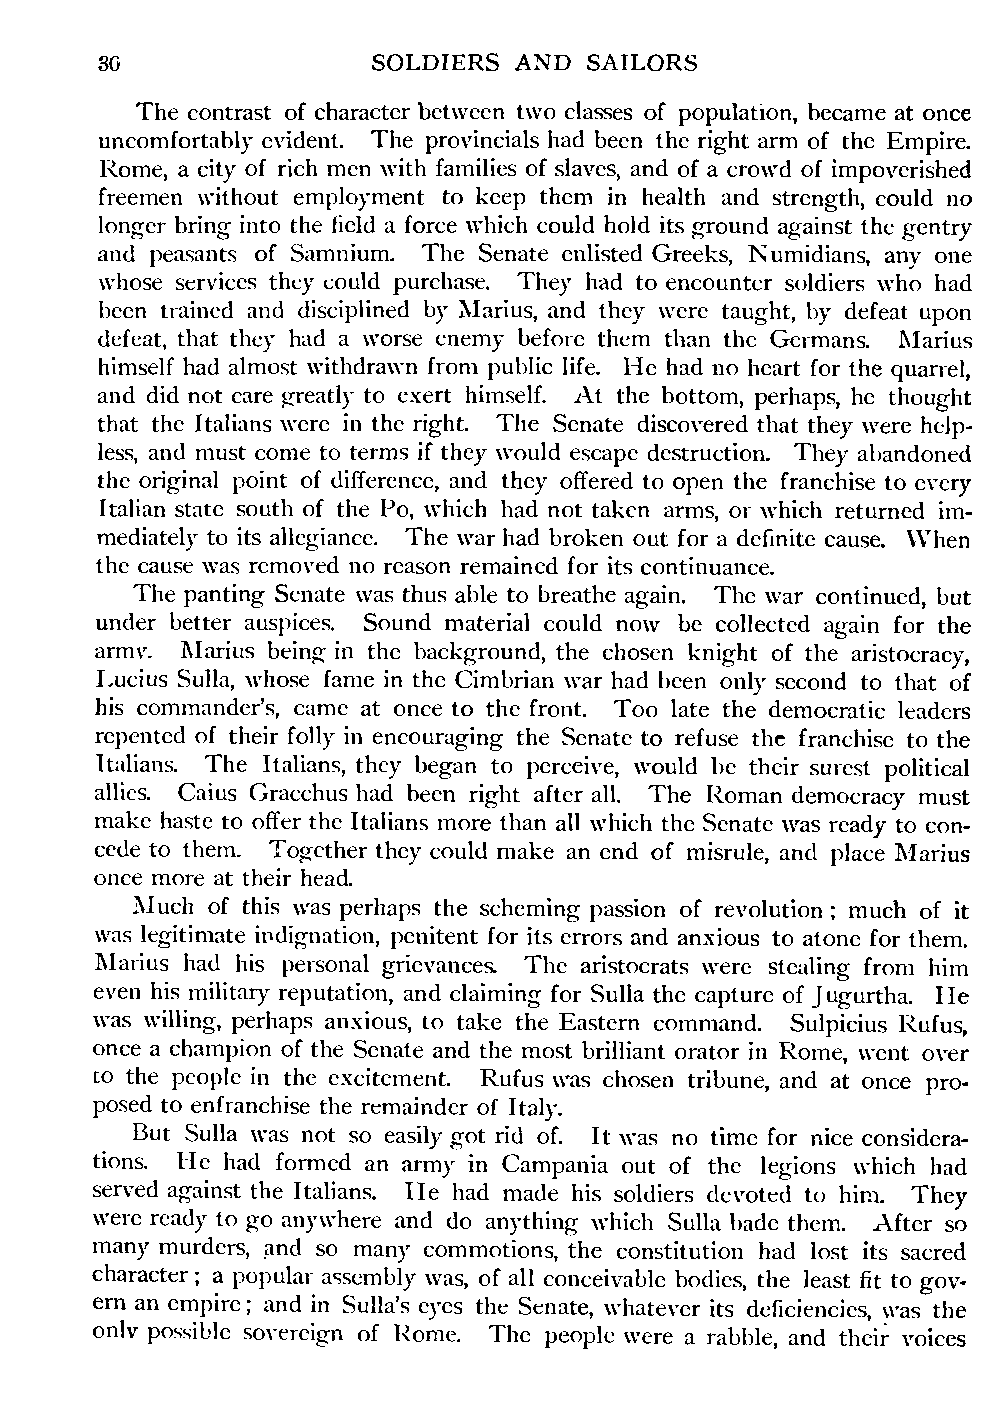 30 SOLDIERS AND SAILORS
The contrast of character between two classes of population, became at once
uncomfortably evident. The provincials had been the right arm of the Empire.
Rome, a city of rich men with families of slaves, and of a crowd of impoverished
freemen without employment to keep them in health and strength, could no
longer bring into the field a force which could hold its ground against the gentry
and peasants of Samnium. The Senate enlisted Greeks, Numidians, any one
whose services they could purchase. They had to encounter soldiers who had
been trained and disciplined by Marius, and they were taught, by defeat upon
defeat, that they had a worse enemy before them than the Germans. Marius
himself had almost withdrawn from public life. He had no heart for the quarrel,
and did not care greatly to exert himself. At the bottom, perhaps, he thought
that the Italians were in the right. The Senate discovered that they were help-
less, and must come to terms if they would escape destruction. They abandoned
the original point of difference, and they offered to open the franchise to every
Italian state south of the Po, which had not taken arms, or which returned im-
mediately to its allegiance. The war had broken out for a definite cause. When
the cause was removed no reason remained for its continuance.
The panting Senate was thus able to breathe again. The war continued, but
under better auspices. Sound material could now be collected again for the
army. Marius being in the background, the chosen knight of the aristocracy,
Lucius Sulla, whose fame in the Cimbrian war had been only second to that of
his commander's, came at once to the front. Too late the democratic leaders
repented of their folly in encouraging the Senate to refuse the franchise to the
Italians. The Italians, they began to perceive, would be their surest political
allies. Caius Gracchus had been right after all. The Roman democracy must
make haste to offer the Italians more than all which the Senate was ready to con-
cede to them. Together they could make an end of misrule, and place Marius
once more at their head.
Much of this was perhaps the scheming passion of revolution; much of it
was legitimate indignation, penitent for its errors and anxious to atone for them.
Marius had his personal grievances. The aristocrats were stealing from him
even his military reputation, and claiming for Sulla the capture of Jugurtha. He
was willing, perhaps anxious, to take the Eastern command. Sulpicius Rufus,
once a champion of the Senate and the most brilliant orator in Rome, went over
to the people in the excitement. Rufus was chosen tribune, and at once pro-
posed to enfranchise the remainder of Italy.
But Sulla was not so easily got rid of. It was no time for nice considera-
tions. He had formed an army in Campania out of the legions which had
served against the Italians. He had made his soldiers devoted to him. They
were ready to go anywhere and do anything which Sulla bade them. After so
many murders, and so many commotions, the constitution had lost its sacred
character; a popular assembly was, of all conceivable bodies, the least fit to gov-
ern an empire; and in Sulla's eyes the Senate, whatever its deficiencies, was the
only possible sovereign of Rome. The people were a rabble, and their voices